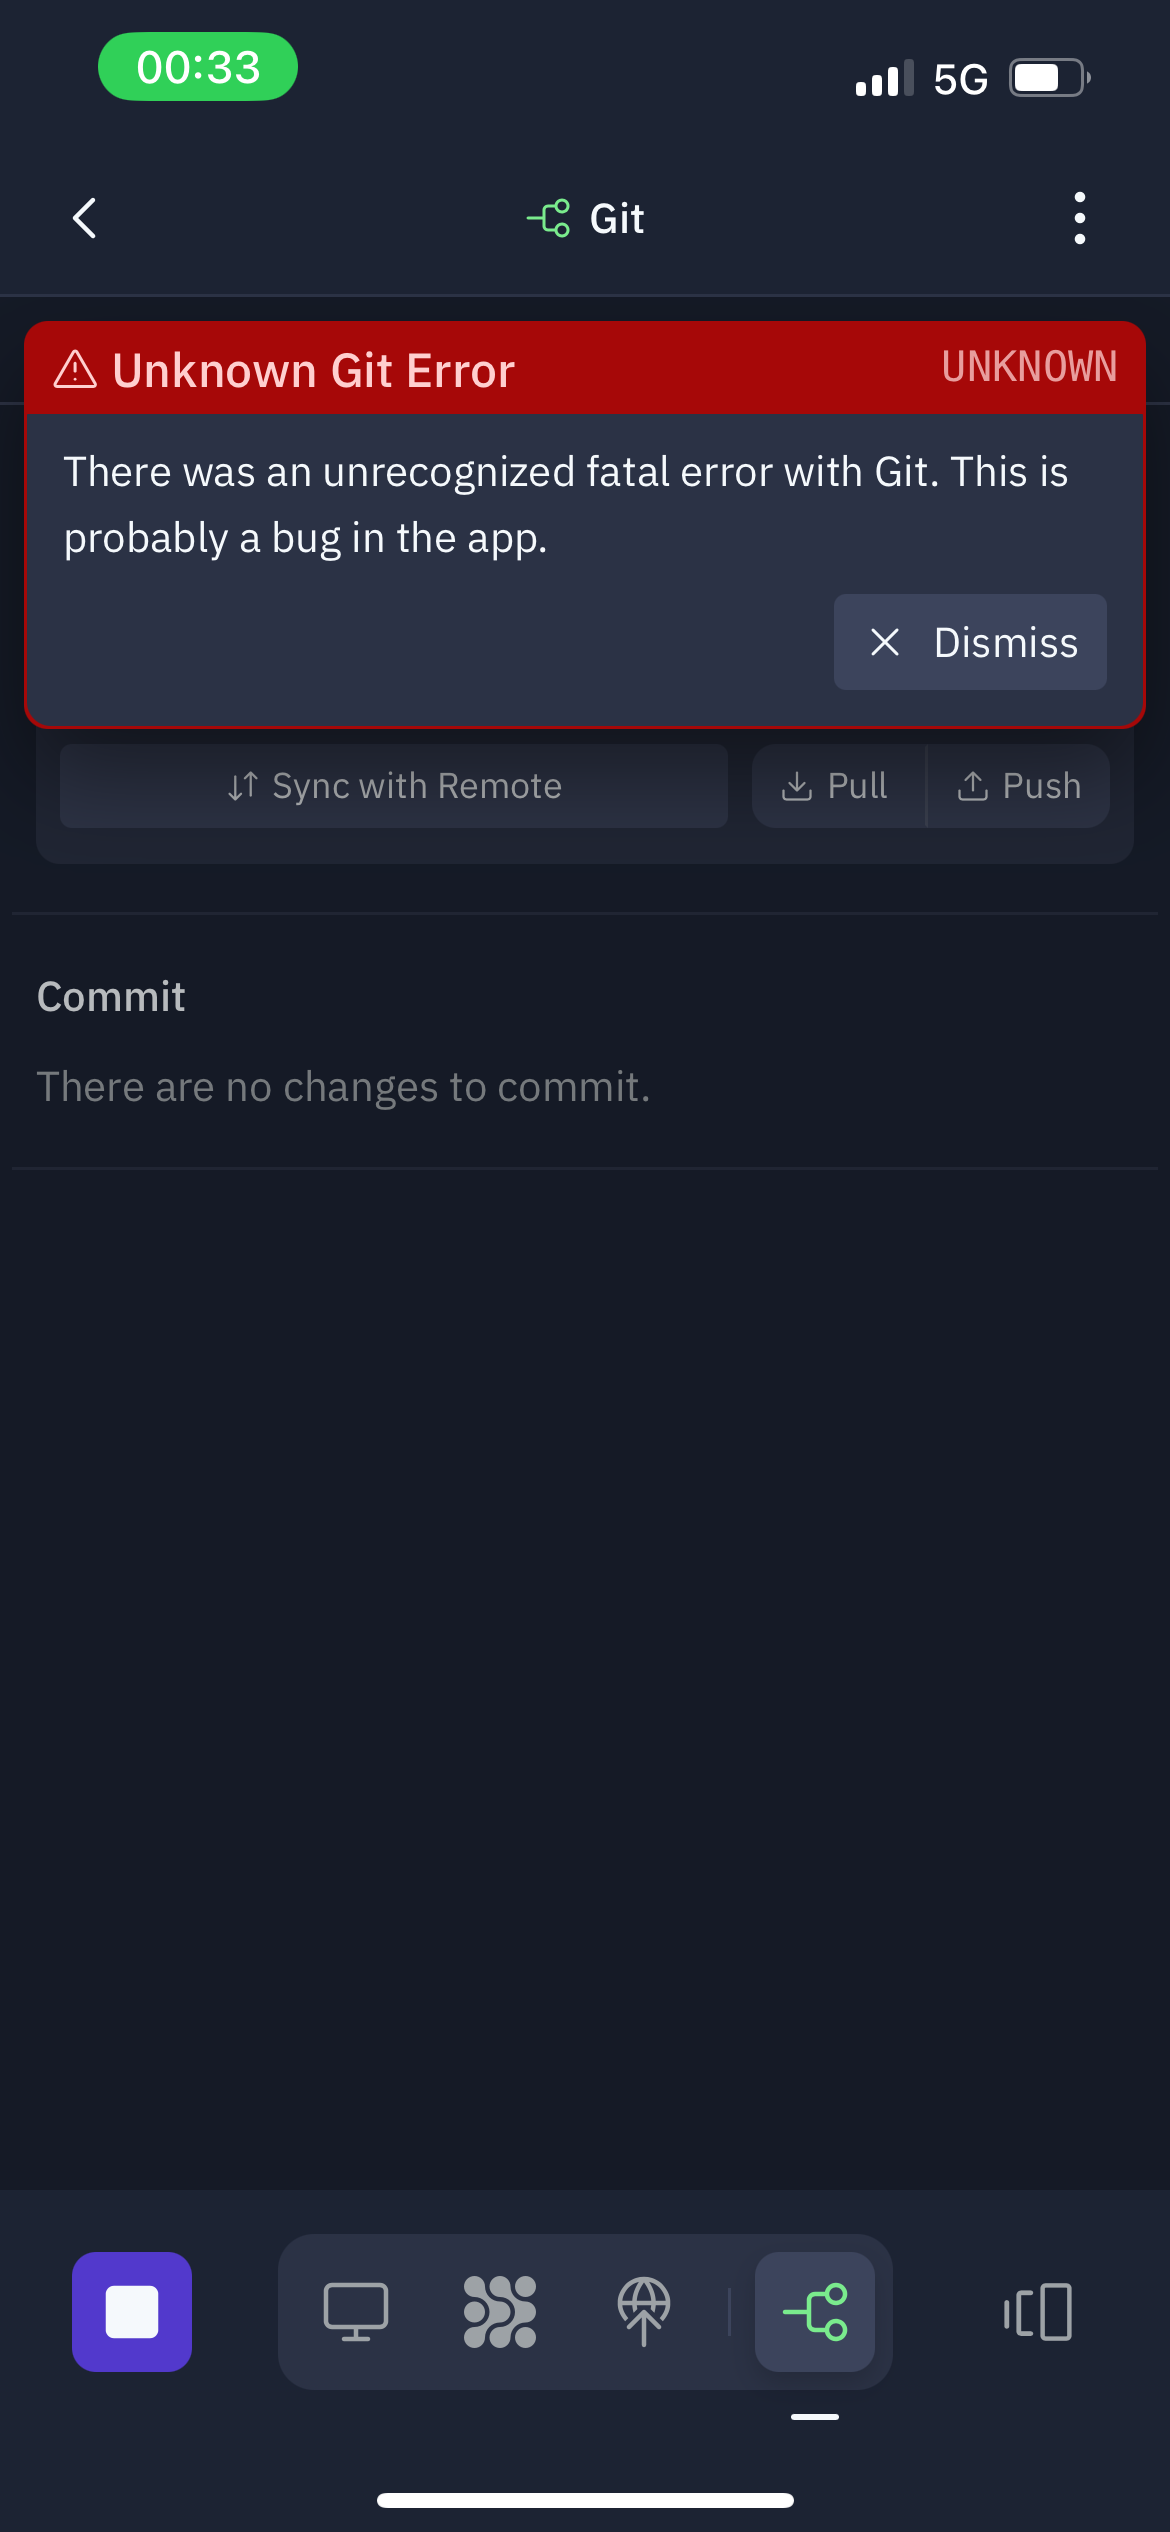 00:33
5G
Git
Unknown Git Error
UNKNOWN
There was an unrecognized fatal error with Git. This is
probably a bug in the app.
Dismiss
Sync with Remote
Pull
Push
Commit
There are no changes to commit.